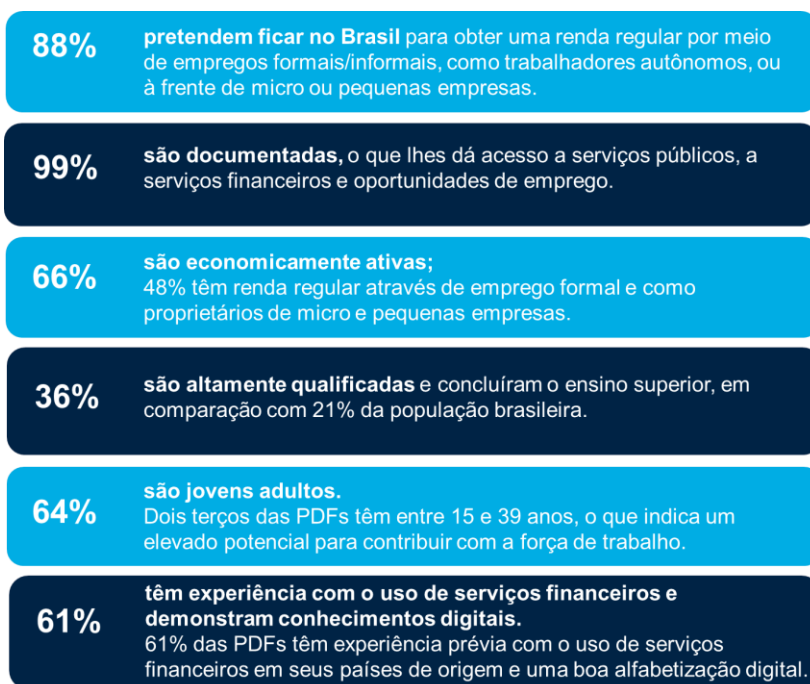 88%
pretendem ficar no Brasil para obter uma renda regular por meio
de empregos formais/informais, como trabalhadores autônomos, ou
à frente de micro ou pequenas empresas.
99%
são documentadas, o que lhes dá acesso a serviços públicos, a
serviços financeiros e oportunidades de emprego.
66%
são economicamente ativas;
48% têm renda regular através de emprego formal e como
proprietários de micro e pequenas empresas.
36%
são altamente qualificadas e concluíram o ensino superior, em
comparação com 21% da população brasileira.
64%
são jovens adultos.
Dois terços das PDFs têm entre 15 e 39 anos, o que indica um
elevado potencial para contribuir com a força de trabalho.
61%
têm experiência com o uso de serviços financeiros e
demonstram conhecimentos digitais.
61% das PDFs têm experiência prévia com o uso de serviços
financeiros em seus países de origem e uma boa alfabetização digital.